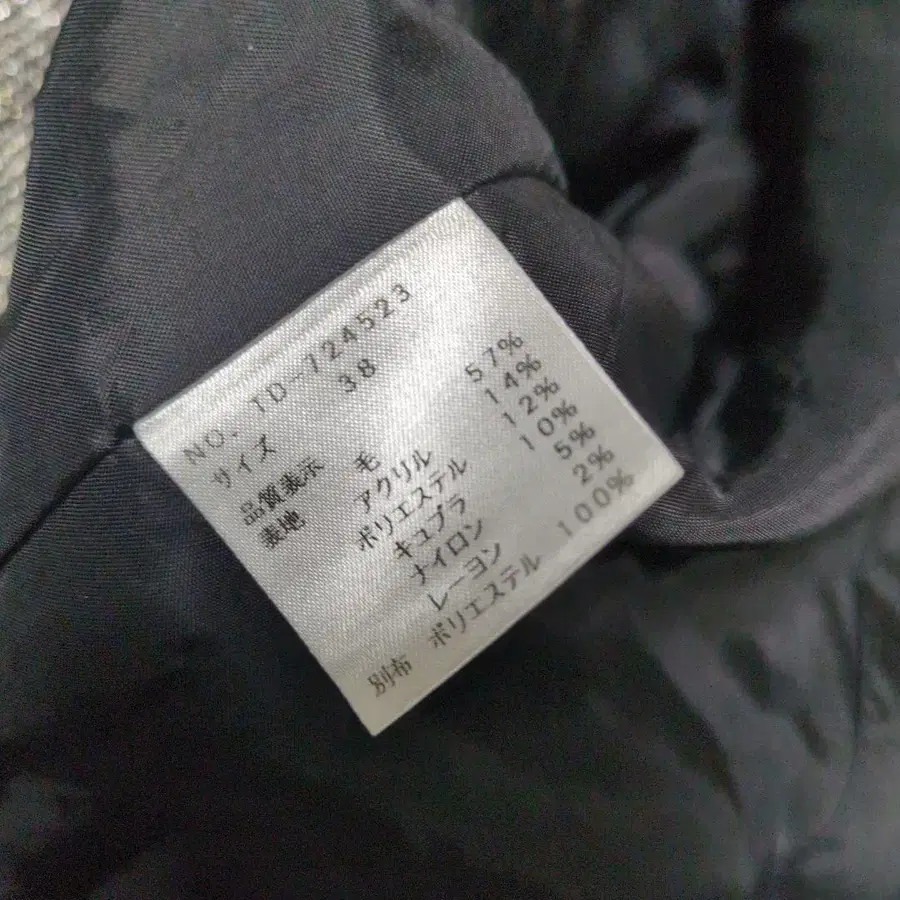 NO. TD-724523
サイズ 38
品質表示
表地 毛 57%
アクリル 14%
ポリエステル 12%
キュプラ 10%
ナイロン 5%
レーヨン 2%
別布 ポリエステル 100%